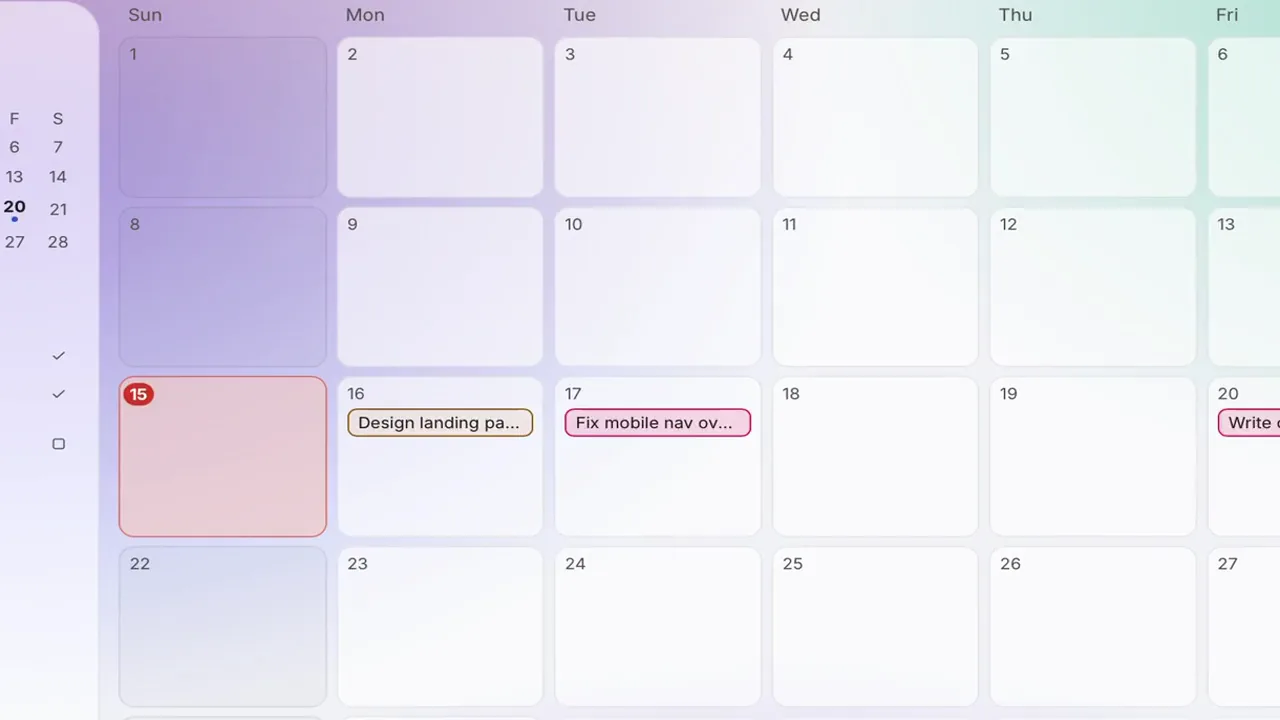 Sun Mon Tue Wed Thu Fri
1 2 3 4 5 6
F S
6 7
13 14
20 21
27 28
8 9 10 11 12 13
15 16 17 18 19 20
Design landing pa... Fix mobile nav ov... Write
22 23 24 25 26 27